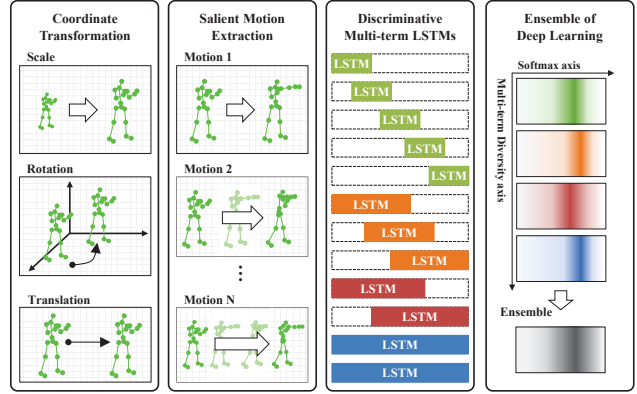 Coordinate
Transformation
Scale
Rotation
Translation
Salient Motion
Extraction
Motion 1
Motion 2
Motion N
Discriminative
Multi-term LSTMs
LSTM
LSTM
LSTM
LSTM
LSTM
LSTM
LSTM
LSTM
LSTM
LSTM
LSTM
LSTM
Ensemble of
Deep Learning
Softmax axis
Multi-term Diversity axis
Ensemble